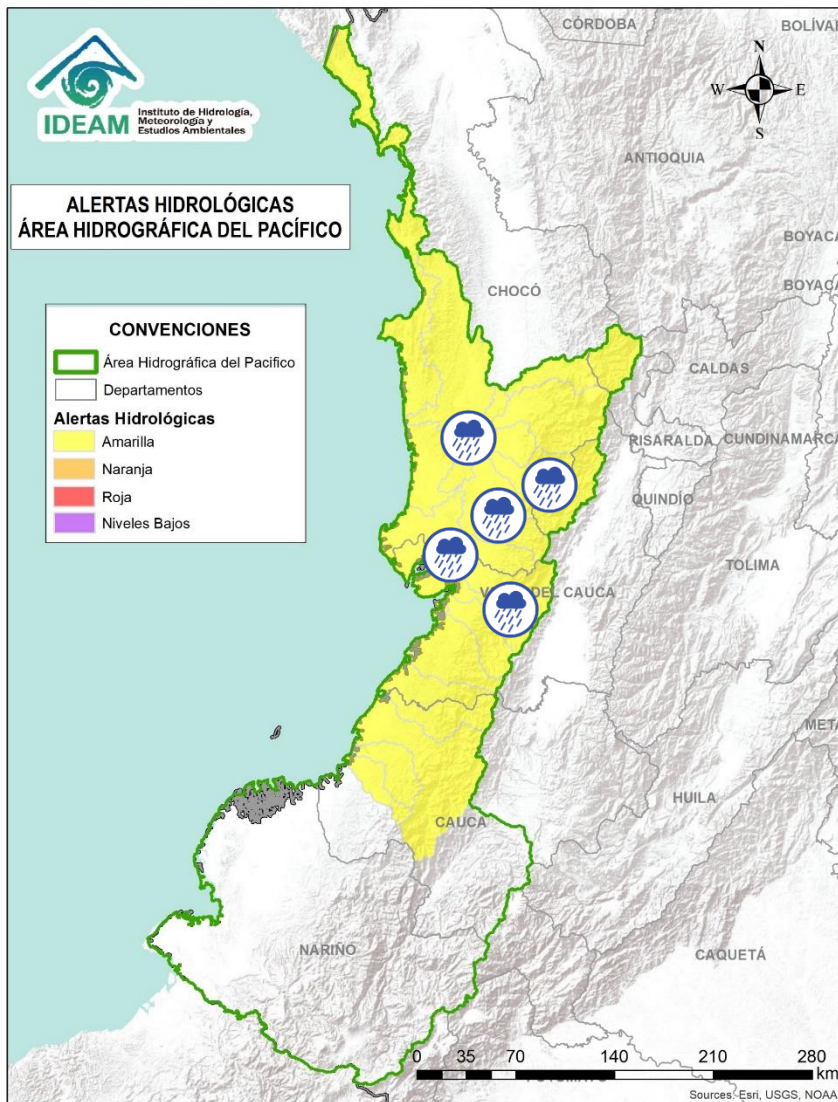 CÓRDOBA
BOLÍVA
IDEAM
Instituto de Hidrología,
Meteorología y
Estudios Ambientales
N
W
E
S
ANTIOQUIA
ALERTAS HIDROLÓGICAS
ÁREA HIDROGRÁFICA DEL PACÍFICO
BOYACÁ
BOYACÁ
CHOCÓ
CONVENCIONES
Área Hidrográfica del Pacifico
Departamentos
Alertas Hidrológicas
Amarilla
Naranja
Roja
Niveles Bajos
CALDAS
RISARALDA
CUNDINAMARCA
QUINDÍO
TOLIMA
DEL CAUCA
META
HUILA
CAUCA
NARIÑO
CAQUETÁ
0 35 70 140 210 280
km
Sources: Esri, USGS, NOAA